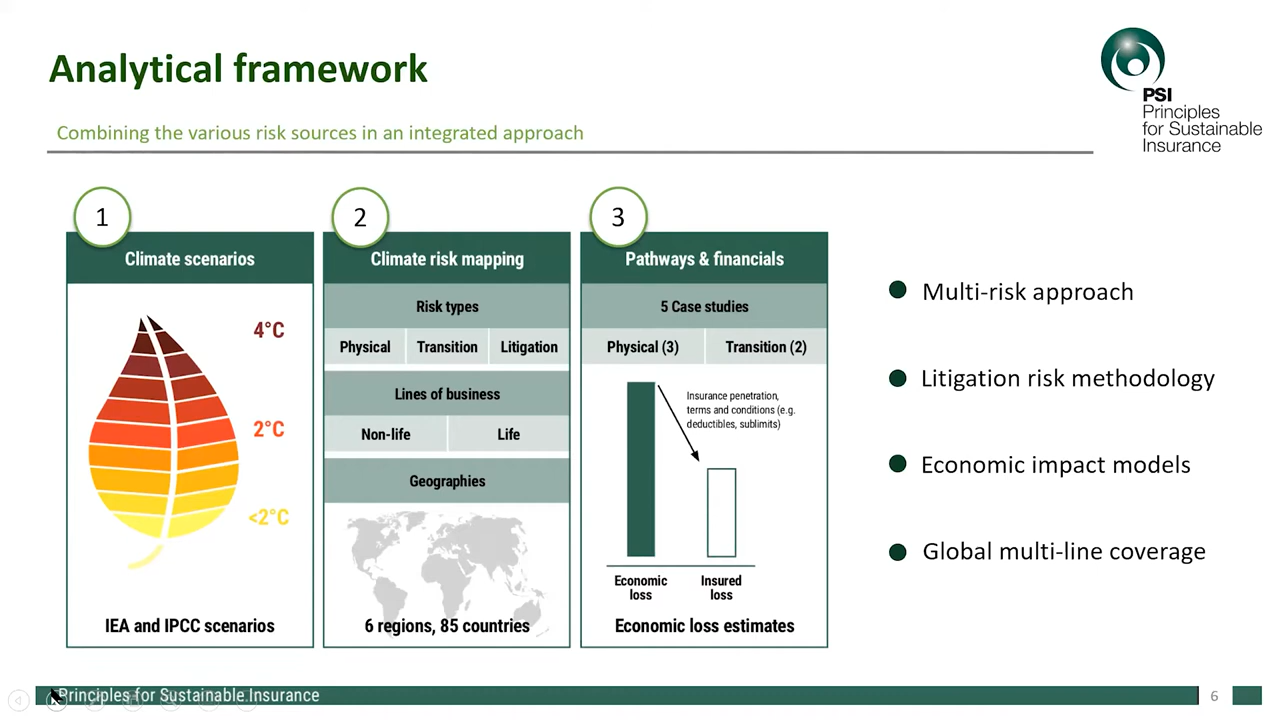 Analytical framework
Combining the various risk sources in an integrated approach
PSI
Principles
for Sustainable
Insurance
1
Climate scenarios
4°C
2°C
<2°C
IEA and IPCC scenarios
2
Climate risk mapping
Risk types
Physical Transition Litigation
Lines of business
Non-life Life
Geographies
6 regions, 85 countries
3
Pathways & financials
5 Case studies
Physical (3) Transition (2)
Insurance penetration,
terms and conditions (e.g.
deductibles, sublimits)
Economic
loss
Insured
loss
Economic loss estimates
Multi-risk approach
Litigation risk methodology
Economic impact models
Global multi-line coverage
Principles for Sustainable Insurance
6